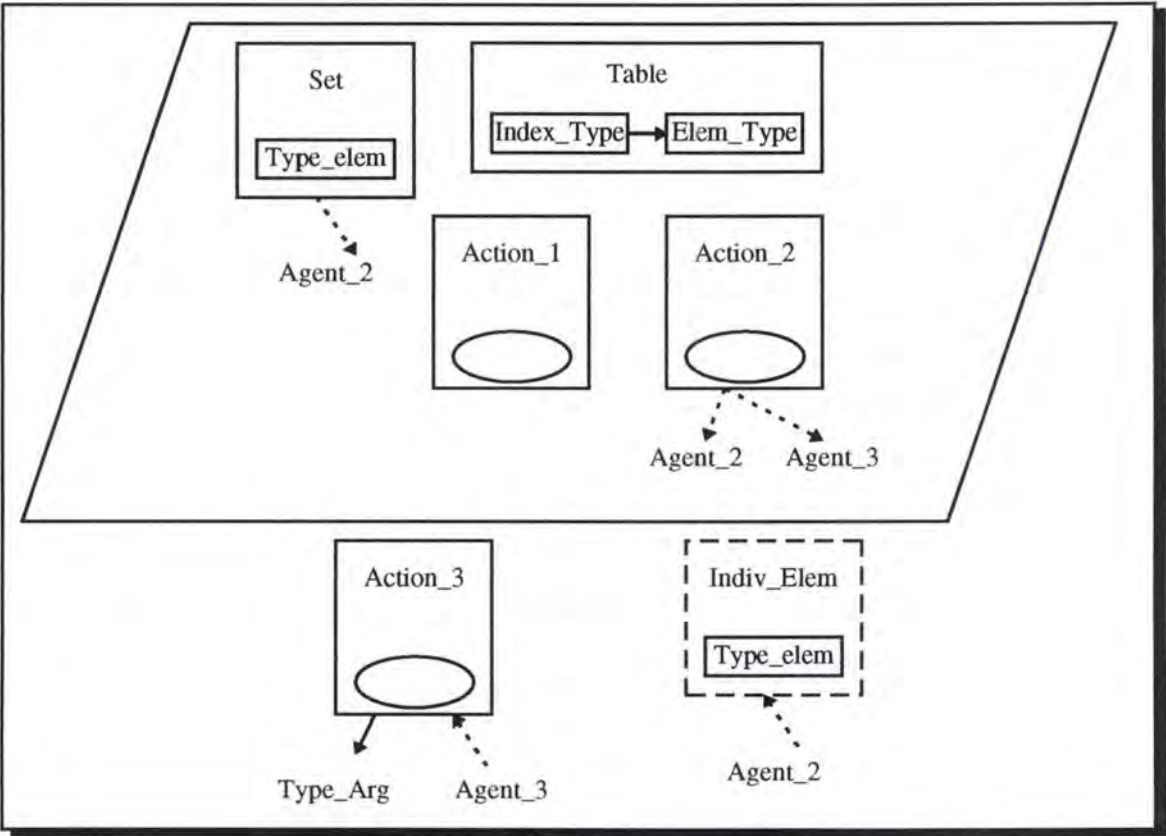 Set
Table
Type_elem
Index_Type
Elem_Type
Agent_2
Action_1
Action_2
Agent_2
Agent_3
Action_3
Indiv_Elem
Type_elem
Type_Arg
Agent_3
Agent_2